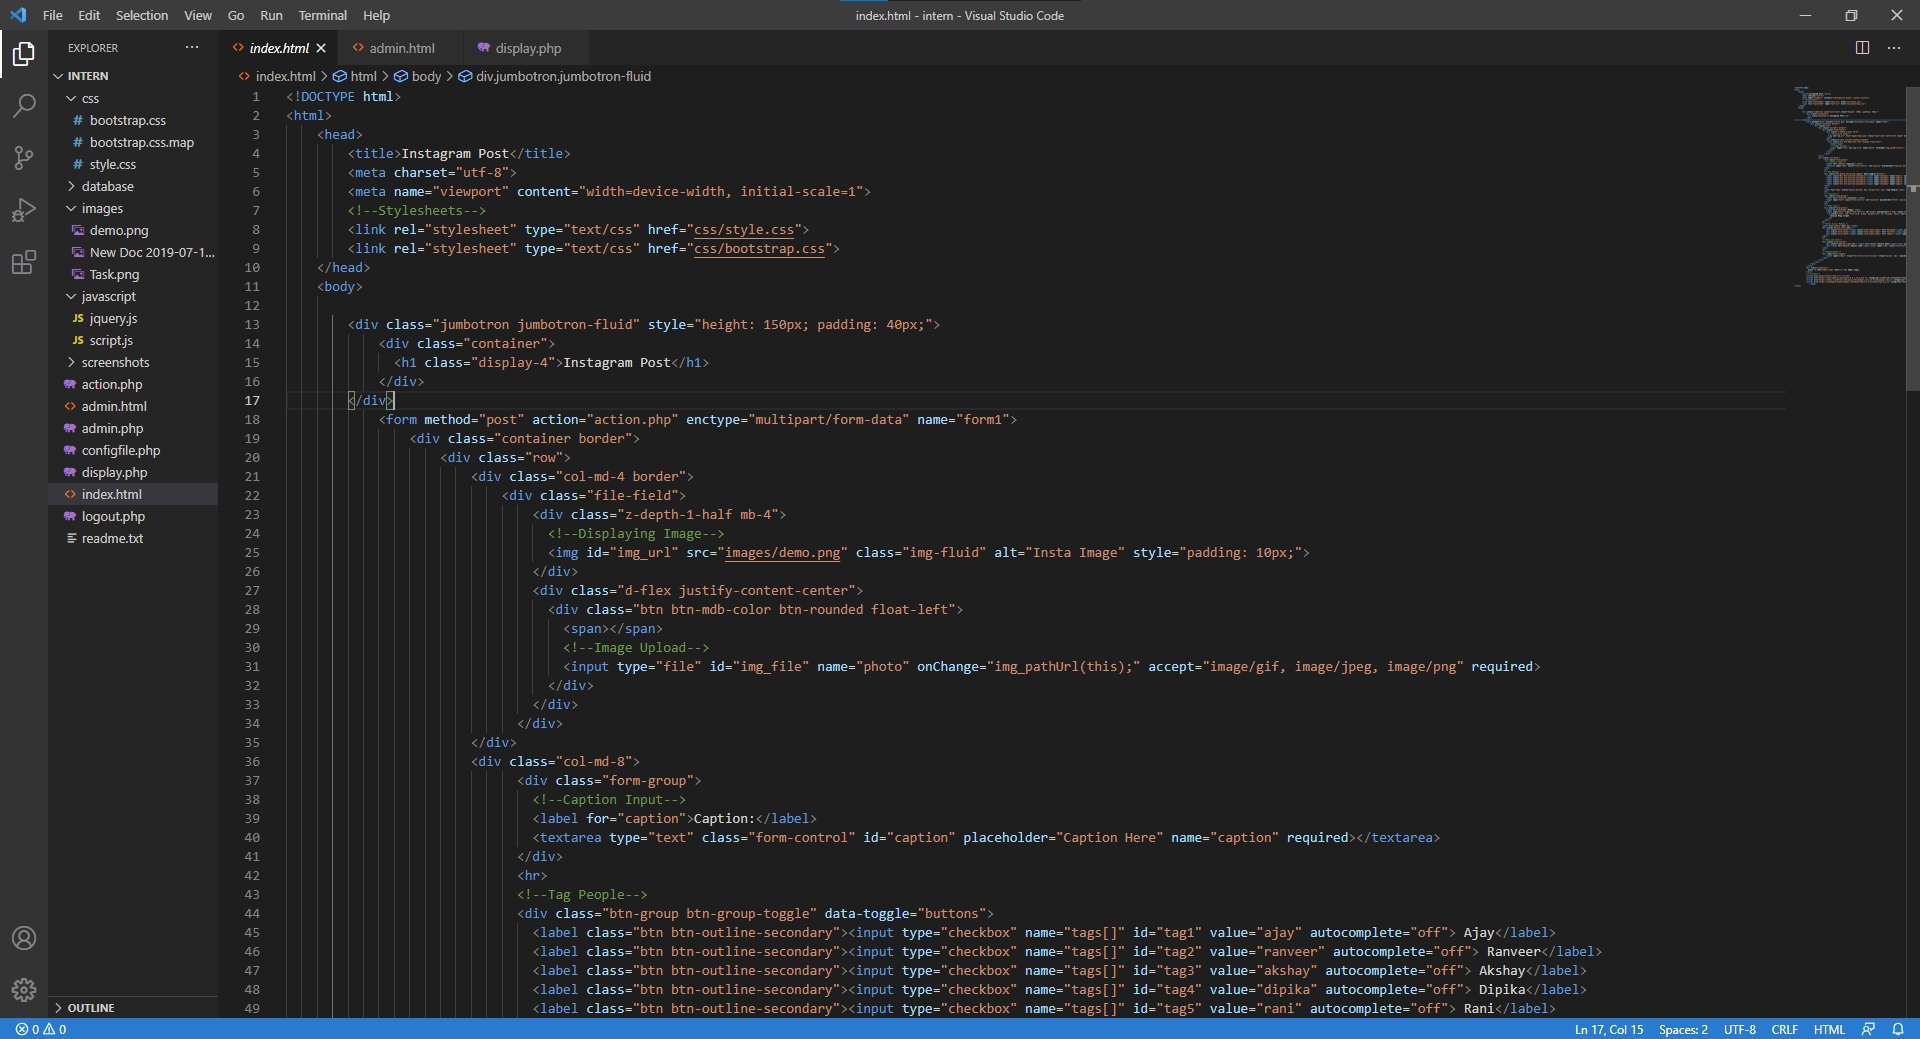 File Edit Selection View Go Run Terminal Help
index.html - intern - Visual Studio Code
EXPLORER
INTERN
css
# bootstrap.css
# bootstrap.css.map
# style.css
database
images
demo.png
New Doc 2019-07-1...
Task.png
javascript
JS jquery.js
JS script.js
screenshots
action.php
admin.html
admin.php
configfile.php
display.php
index.html
logout.php
readme.txt
OUTLINE
index.html admin.html display.php
index.html > html > body > div.jumbotron.jumbotron-fluid
1 <!DOCTYPE html>
2 <html>
3 <head>
4 <title>Instagram Post</title>
5 <meta charset="utf-8">
6 <meta name="viewport" content="width=device-width, initial-scale=1">
7 <!--Stylesheets-->
8 <link rel="stylesheet" type="text/css" href="css/style.css">
9 <link rel="stylesheet" type="text/css" href="css/bootstrap.css">
10 </head>
11 <body>
12
13 <div class="jumbotron jumbotron-fluid" style="height: 150px; padding: 40px;">
14 <div class="container">
15 <h1 class="display-4">Instagram Post</h1>
16 </div>
17 </div>
18 <form method="post" action="action.php" enctype="multipart/form-data" name="form1">
19 <div class="container border">
20 <div class="row">
21 <div class="col-md-4 border">
22 <div class="file-field">
23 <div class="z-depth-1-half mb-4">
24 <!--Displaying Image-->
25 <img id="img_url" src="images/demo.png" class="img-fluid" alt="Insta Image" style="padding: 10px;">
26 </div>
27 <div class="d-flex justify-content-center">
28 <div class="btn btn-mdb-color btn-rounded float-left">
29 <span></span>
30 <!--Image Upload-->
31 <input type="file" id="img_file" name="photo" onChange="img_pathUrl(this);" accept="image/gif, image/jpeg, image/png" required>
32 </div>
33 </div>
34 </div>
35 </div>
36 <div class="col-md-8">
37 <div class="form-group">
38 <!--Caption Input-->
39 <label for="caption">Caption:</label>
40 <textarea type="text" class="form-control" id="caption" placeholder="Caption Here" name="caption" required></textarea>
41 </div>
42 <hr>
43 <!--Tag People-->
44 <div class="btn-group btn-group-toggle" data-toggle="buttons">
45 <label class="btn btn-outline-secondary"><input type="checkbox" name="tags[]" id="tag1" value="ajay" autocomplete="off"> Ajay</label>
46 <label class="btn btn-outline-secondary"><input type="checkbox" name="tags[]" id="tag2" value="ranveer" autocomplete="off"> Ranveer</label>
47 <label class="btn btn-outline-secondary"><input type="checkbox" name="tags[]" id="tag3" value="akshay" autocomplete="off"> Akshay</label>
48 <label class="btn btn-outline-secondary"><input type="checkbox" name="tags[]" id="tag4" value="dipika" autocomplete="off"> Dipika</label>
49 <label class="btn btn-outline-secondary"><input type="checkbox" name="tags[]" id="tag5" value="rani" autocomplete="off"> Rani</label>
0 0
Ln 17, Col 15 Spaces: 2 UTF-8 CRLF HTML